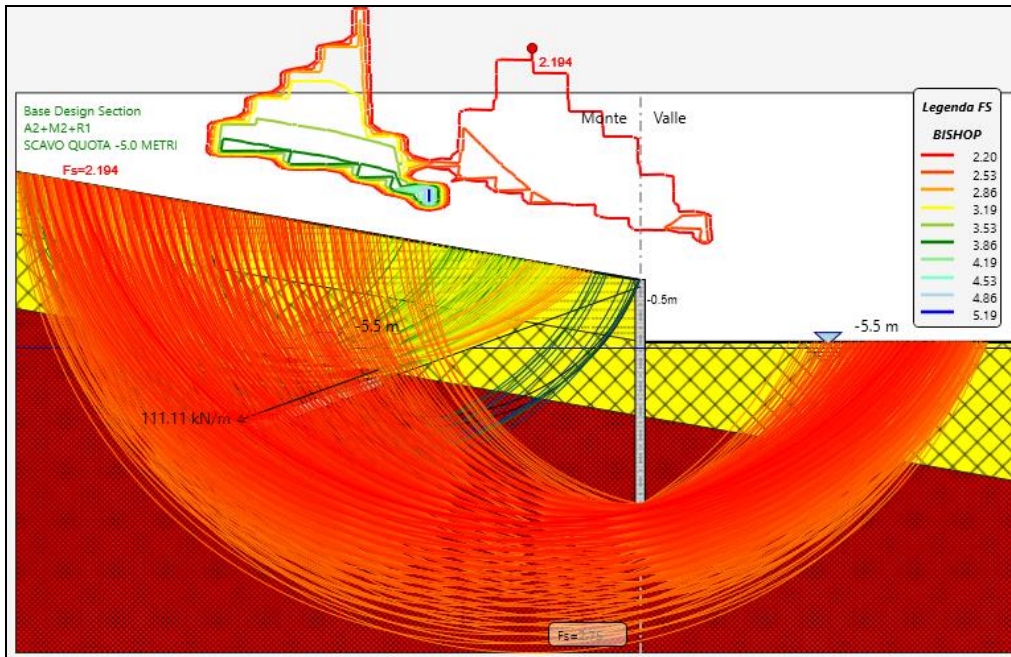 2.194
Base Design Section
A2+M2+R1
SCAVO QUOTA -5.0 METRI
Fs=2.194
Monte
Valle
Legenda FS
BISHOP
2.20
2.53
2.86
3.19
3.53
3.86
4.19
4.53
4.86
5.19
-0.5m
-5.5 m
-5.5 m
111.11 kN/m
Fs=